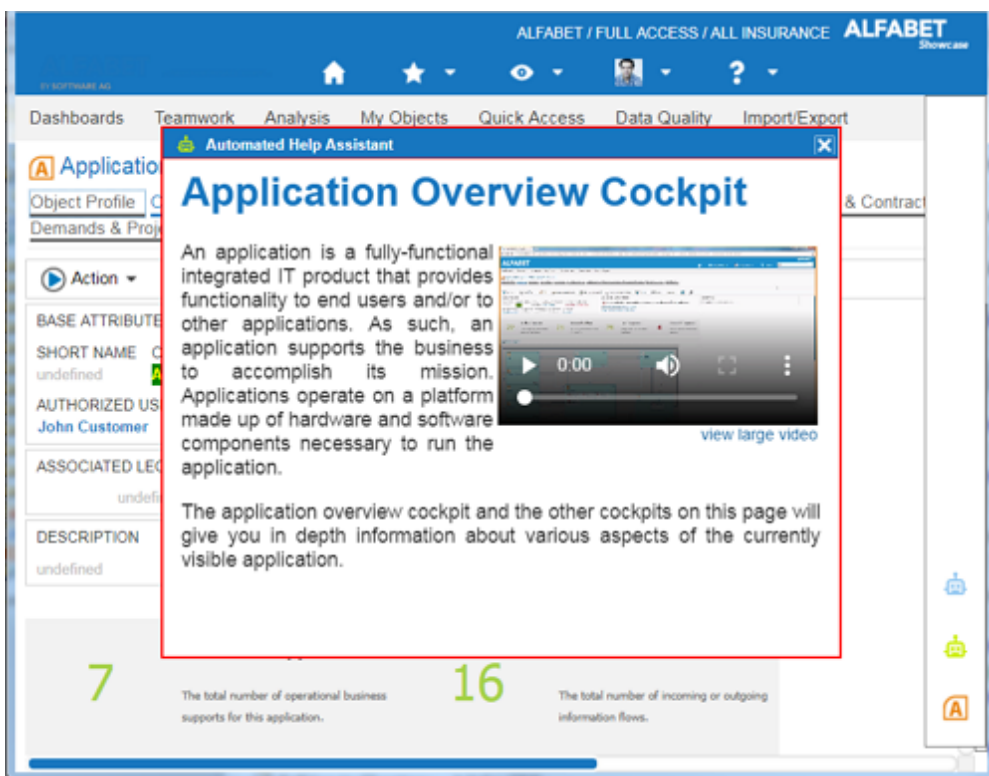 ALFABET / FULL ACCESS / ALL INSURANCE ALFABET
Showcase
BY SOFTWARE AG
?
Dashboards Teamwork Analysis My Objects Quick Access Data Quality Import/Export
Automated Help Assistant
A Applicatio
Application Overview Cockpit
Object Profile & Contract
Demands & Proj
An application is a fully-functional
integrated IT product that provides
functionality to end users and/or to
other applications. As such, an
application supports the business
to accomplish its mission.
Applications operate on a platform
made up of hardware and software
components necessary to run the
application.
0:00
view large video
The application overview cockpit and the other cockpits on this page will
give you in depth information about various aspects of the currently
visible application.
Action
BASE ATTRIBUTE
SHORT NAME
undefined
AUTHORIZED US
John Customer
ASSOCIATED LEG
undefi
DESCRIPTION
undefined
7
The total number of operational business
supports for this application.
16
The total number of incoming or outgoing
information flows.
A